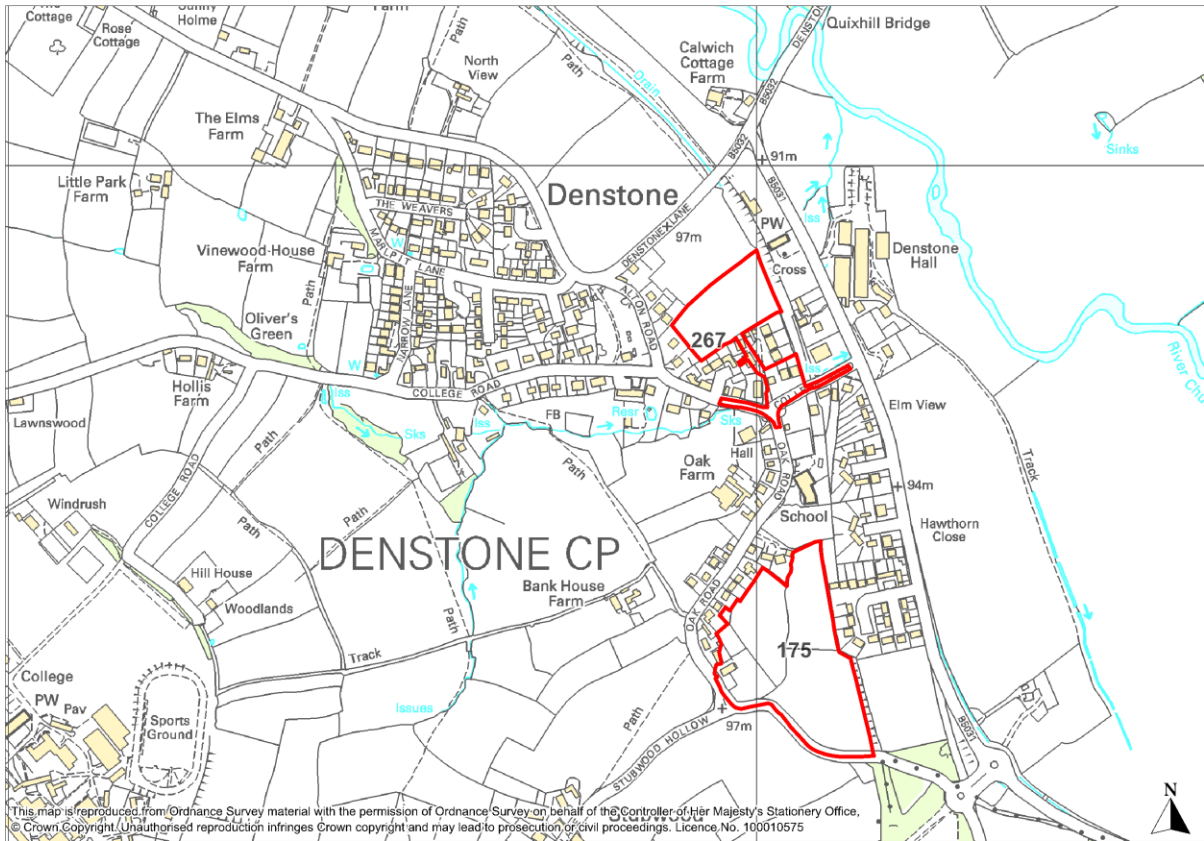 The
Cottage
Rose
Cottage
Sunny
Holme
Farm
Path
North
View
The Elms
Farm
Little Park
Farm
THE WEAVERS
Vinewood-House
Farm
MARLPIT LANE
W
Path
Oliver's
Green
NARROW LANE
Hollis
Farm
Lawnswood
W
Iss
COLLEGE ROAD
Sks
Iss
FB
Resr
Sks
Path
Drain
Calwich
Cottage
Farm
DENSTONE
Quixhill Bridge
B5032
B5032
91m
B5031
Sinks
Denstone
DENSTONE LANE
97m
PW
Iss
Cross
Denstone
Hall
ALTON ROAD
267
Iss
River Chu
Elm View
Hall
Oak
Farm
OAK ROAD
School
94m
Hawthorn
Close
Track
Windrush
COLLEGE ROAD
Path
Path
Path
Path
DENSTONE CP
Hill House
Woodlands
Bank House
Farm
OAK ROAD
175
Track
Path
College
PW
Pav
Sports
Ground
Issues
Path
97m
STUBWOOD HOLLOW
B5031
Stubwood
This map is reproduced from Ordnance Survey material with the permission of Ordnance Survey on behalf of the Controller of Her Majesty's Stationery Office,
© Crown Copyright. Unauthorised reproduction infringes Crown copyright and may lead to prosecution or civil proceedings. Licence No. 100010575
N